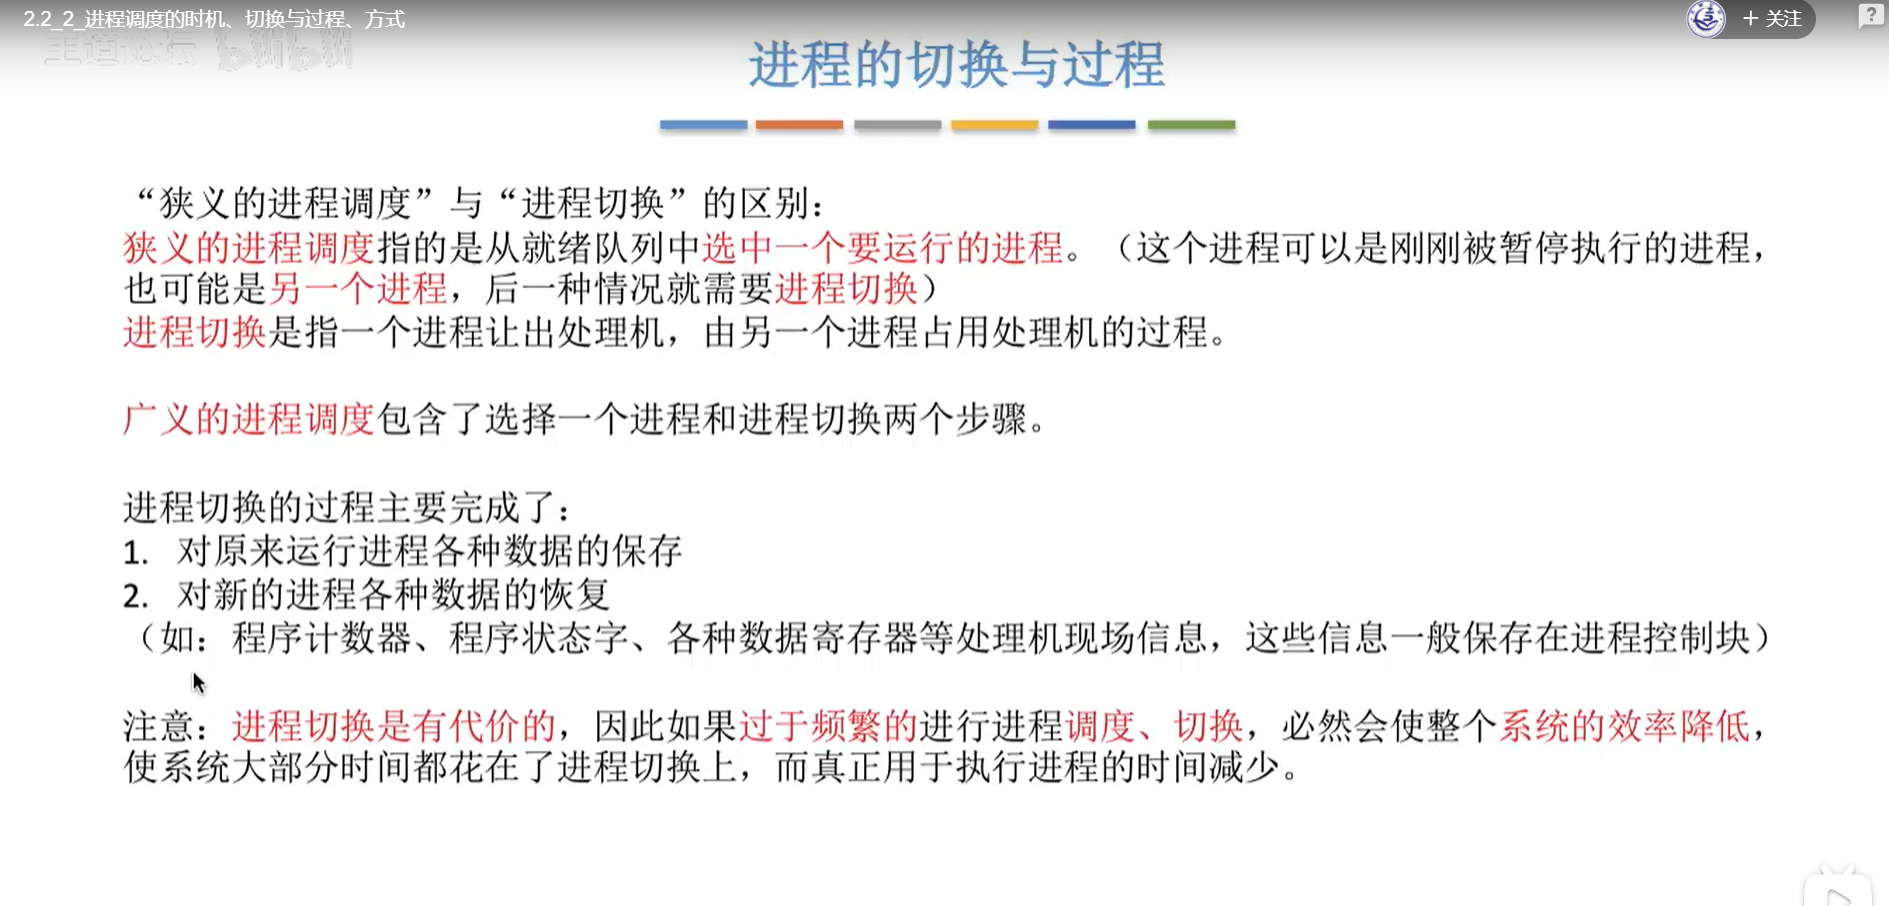 2.2_2_进程调度的时机、切换与过程、方式
+ 关注
?
王道论坛 bilibili
进程的切换与过程
“狭义的进程调度”与“进程切换”的区别：
狭义的进程调度指的是从就绪队列中选中一个要运行的进程。（这个进程可以是刚刚被暂停执行的进程，
也可能是另一个进程，后一种情况就需要进程切换）
进程切换是指一个进程让出处理机，由另一个进程占用处理机的过程。
广义的进程调度包含了选择一个进程和进程切换两个步骤。
进程切换的过程主要完成了：
1. 对原来运行进程各种数据的保存
2. 对新的进程各种数据的恢复
（如：程序计数器、程序状态字、各种数据寄存器等处理机现场信息，这些信息一般保存在进程控制块）
注意：进程切换是有代价的，因此如果过于频繁的进行进程调度、切换，必然会使整个系统的效率降低，
使系统大部分时间都花在了进程切换上，而真正用于执行进程的时间减少。